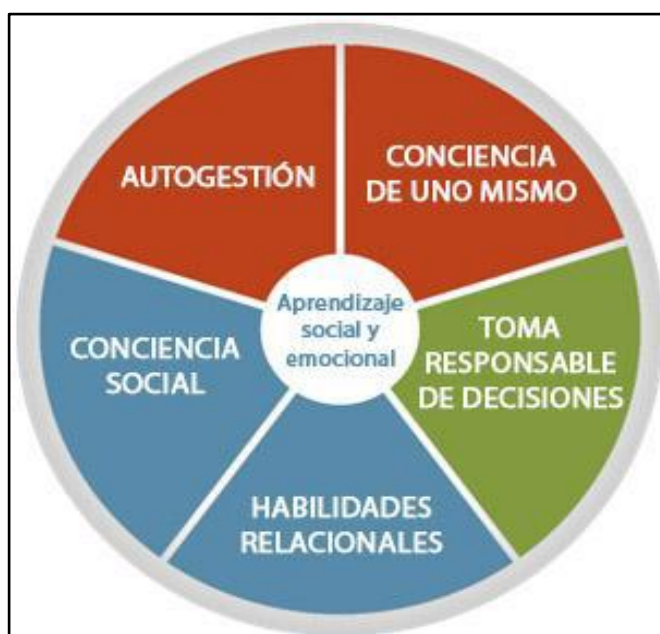 AUTOGESTIÓN
CONCIENCIA
DE UNO MISMO
Aprendizaje
social y
emocional
CONCIENCIA
SOCIAL
TOMA
RESPONSABLE
DE DECISIONES
HABILIDADES
RELACIONALES